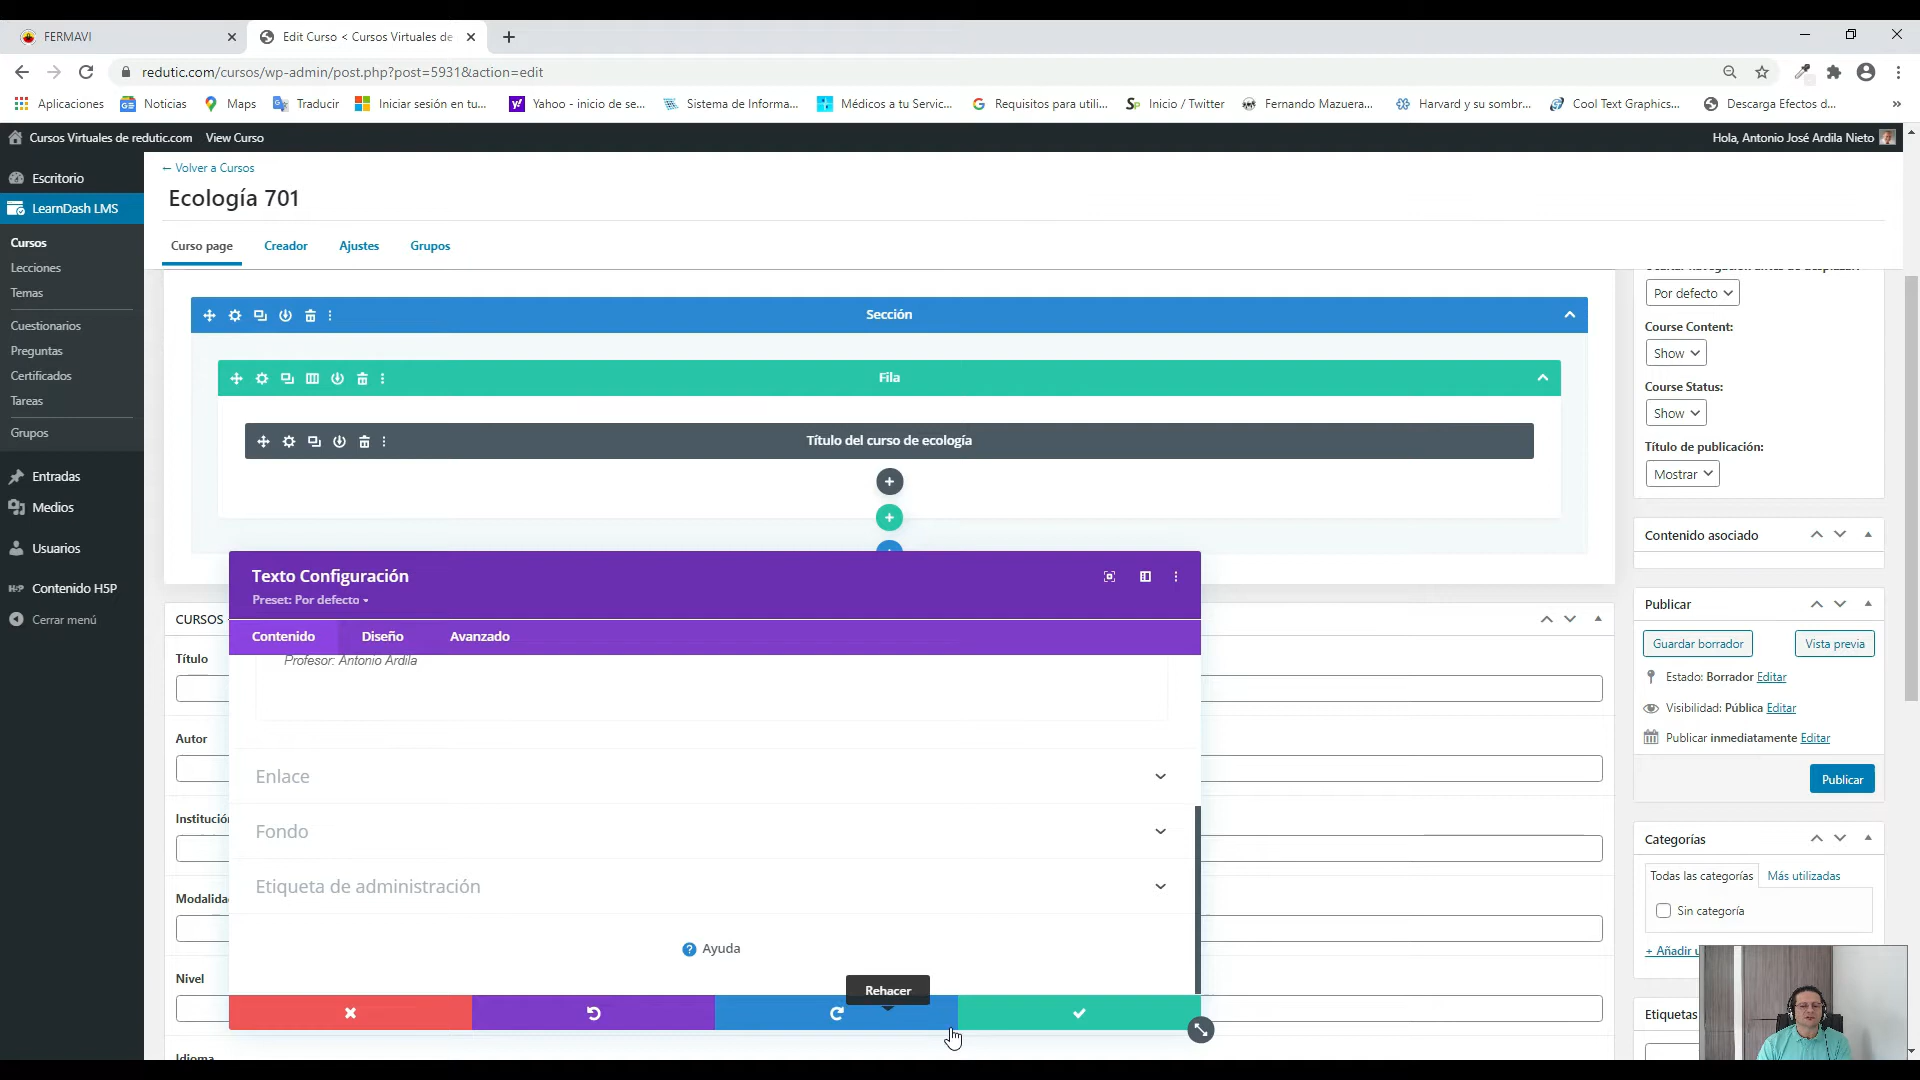 FERMAVI
Edit Curso < Cursos Virtuales de
redutic.com/cursos/wp-admin/post.php?post=5931&action=edit
Aplicaciones
Noticias
Maps
Traducir
Iniciar sesión en tu...
Yahoo - inicio de se...
Sistema de Informa...
Médicos a tu Servic...
Requisitos para utili...
Inicio / Twitter
Fernando Mazuera...
Harvard y su sombr...
Cool Text Graphics...
Descarga Efectos d...
Cursos Virtuales de redutic.com
View Curso
Hola, Antonio José Ardila Nieto
Escritorio
LearnDash LMS
Cursos
Lecciones
Temas
Cuestionarios
Preguntas
Certificados
Tareas
Grupos
Entradas
Medios
Usuarios
H5P Contenido H5P
Cerrar menú
← Volver a Cursos
Ecología 701
Curso page
Creador
Ajustes
Grupos
Sección
Fila
Título del curso de ecología
Texto Configuración
Preset: Por defecto
Contenido
Diseño
Avanzado
Profesor: Antonio Ardila
Enlace
Fondo
Etiqueta de administración
Ayuda
Rehacer
CURSOS
Título
Autor
Institución
Modalidad
Nivel
Idioma
Por defecto
Course Content:
Show
Course Status:
Show
Título de publicación:
Mostrar
Contenido asociado
Publicar
Guardar borrador
Vista previa
Estado: Borrador Editar
Visibilidad: Pública Editar
Publicar inmediatamente Editar
Publicar
Categorías
Todas las categorías
Más utilizadas
Sin categoría
+ Añadir
Etiquetas